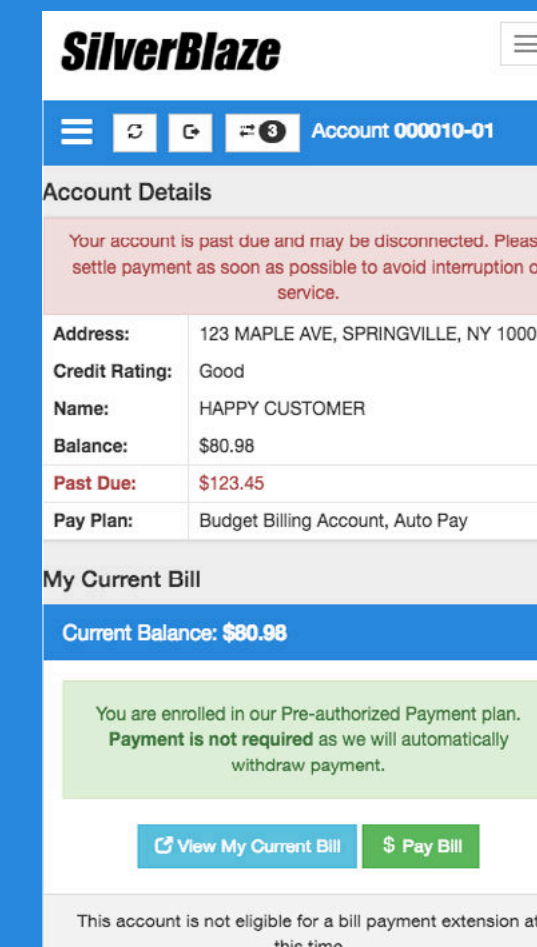 SilverBlaze
3 Account 000010-01
Account Details
Your account is past due and may be disconnected. Pleas
settle payment as soon as possible to avoid interruption o
service.
Address: 123 MAPLE AVE, SPRINGVILLE, NY 1000
Credit Rating: Good
Name: HAPPY CUSTOMER
Balance: $80.98
Past Due: $123.45
Pay Plan: Budget Billing Account, Auto Pay
My Current Bill
Current Balance: $80.98
You are enrolled in our Pre-authorized Payment plan.
Payment is not required as we will automatically
withdraw payment.
View My Current Bill $ Pay Bill
This account is not eligible for a bill payment extension at
this time